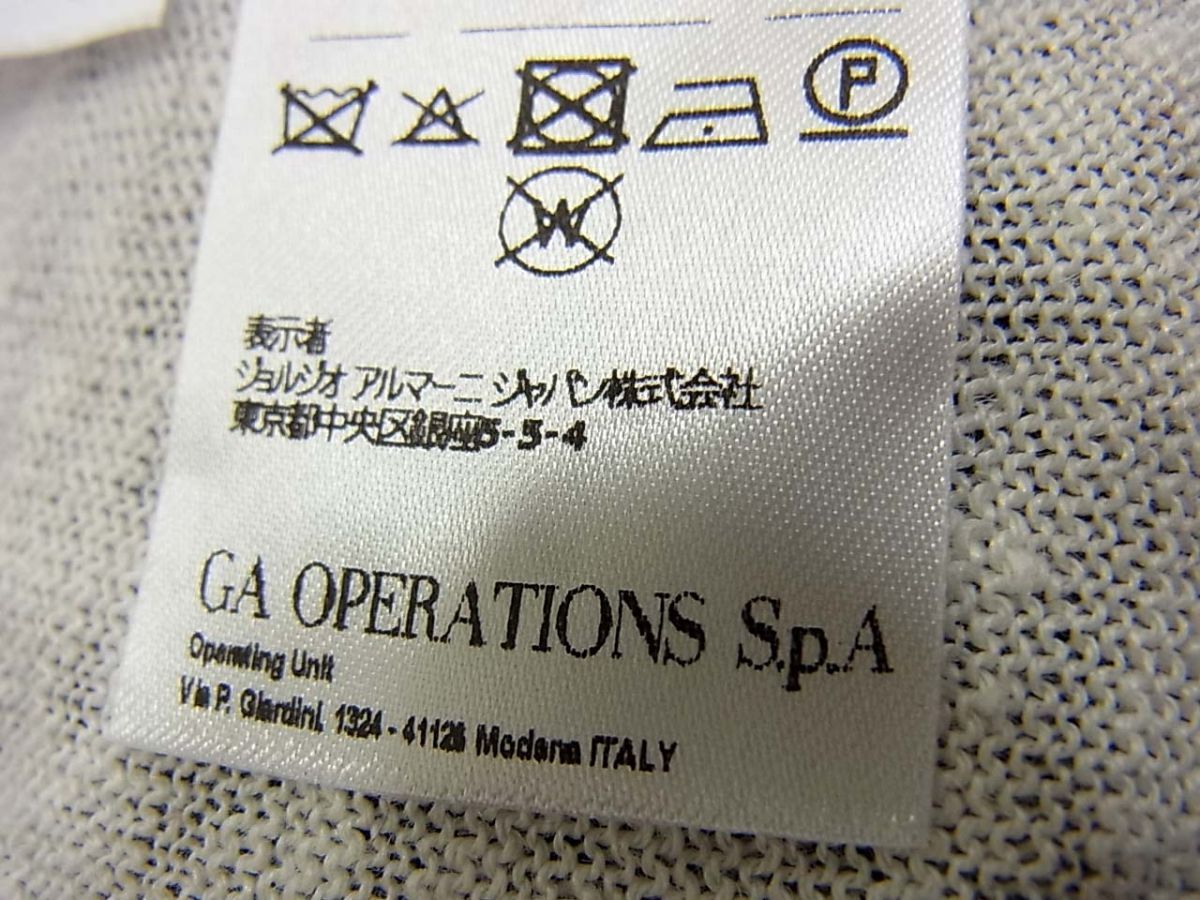 P
W
表示者
ジョルジオ アルマーニ ジャパン株式会社
東京都中央区銀座5-5-4
GA OPERATIONS S.p.A
Operating Unit
Via P. Giardini, 1324 - 41126 Modena ITALY